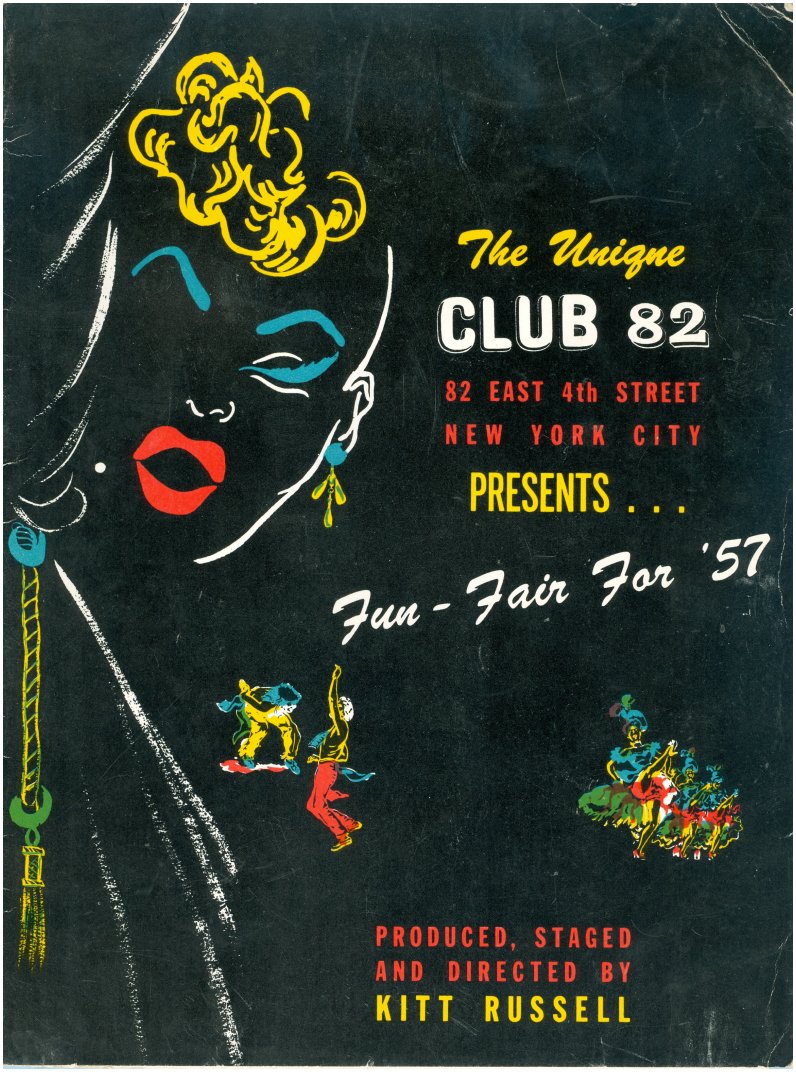 The Unique
CLUB 82
82 EAST 4th STREET
NEW YORK CITY
PRESENTS . . .
Fun - Fair For '57
PRODUCED, STAGED
AND DIRECTED BY
KITT RUSSELL